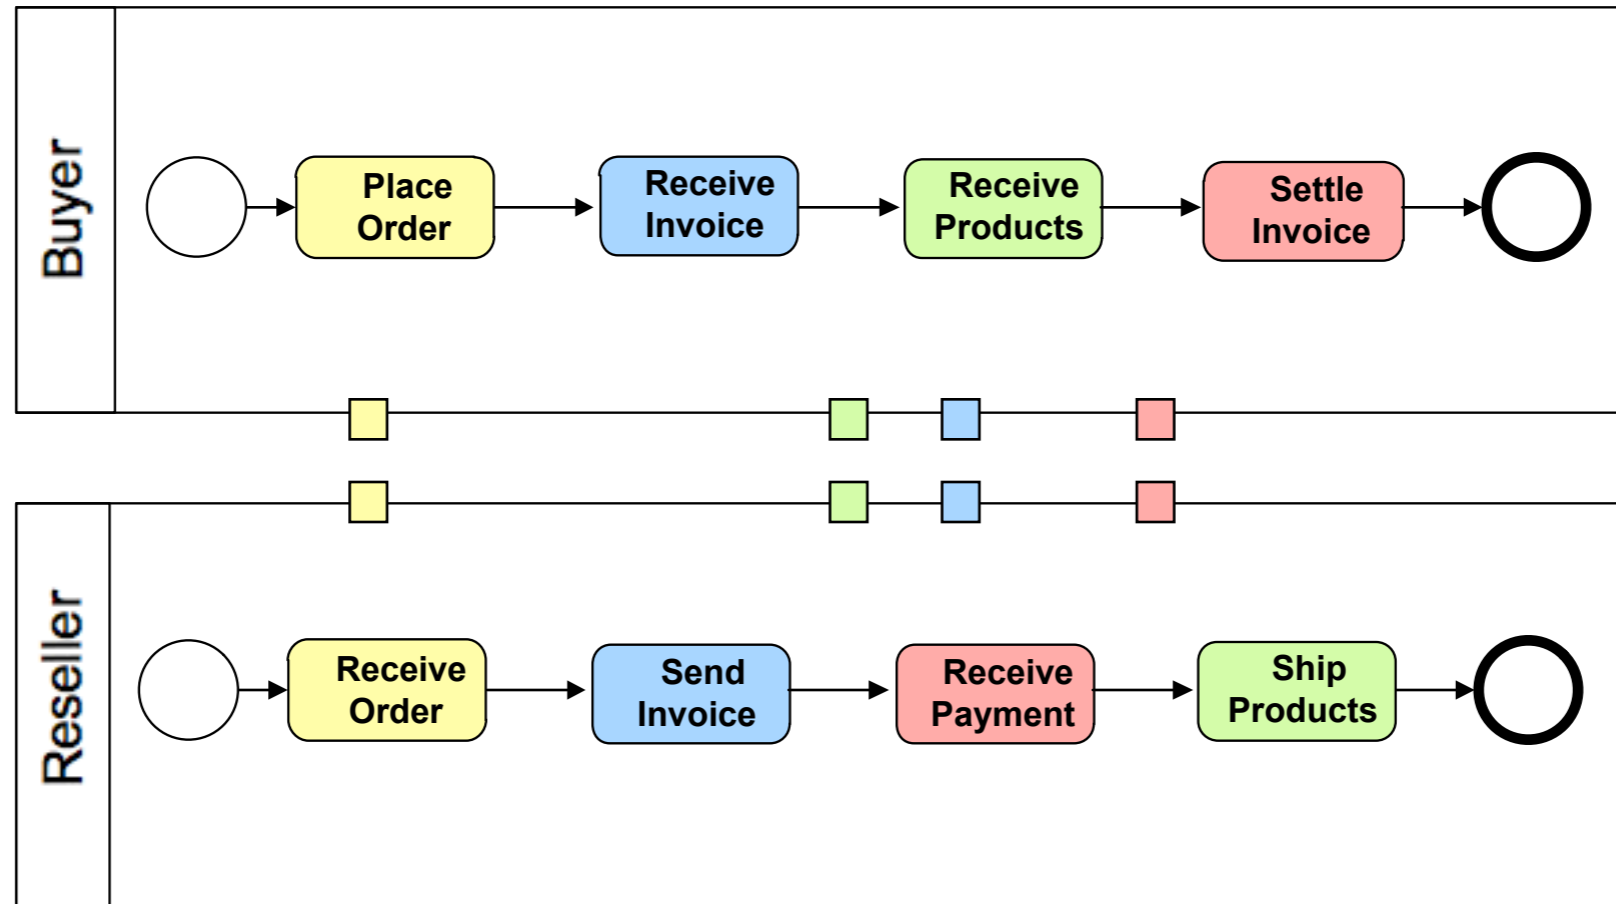 Buyer
Place
Order
Receive
Invoice
Receive
Products
Settle
Invoice
Reseller
Receive
Order
Send
Invoice
Receive
Payment
Ship
Products